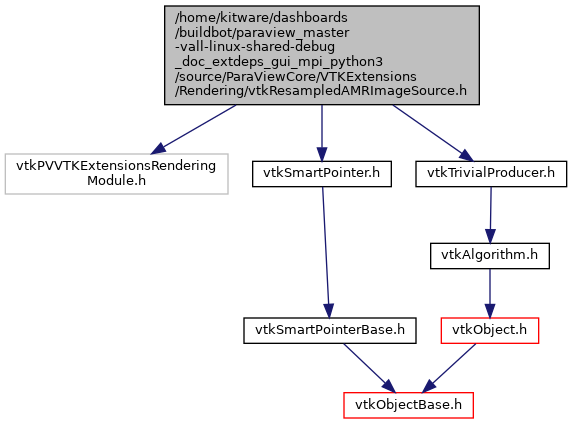 /home/kitware/dashboards
/buildbot/paraview_master
-vall-linux-shared-debug
_doc_extdeps_gui_mpi_python3
/source/ParaViewCore/VTKExtensions
/Rendering/vtkResampledAMRImageSource.h
vtkPVVTKExtensionsRendering
Module.h
vtkSmartPointer.h
vtkTrivialProducer.h
vtkAlgorithm.h
vtkSmartPointerBase.h
vtkObject.h
vtkObjectBase.h